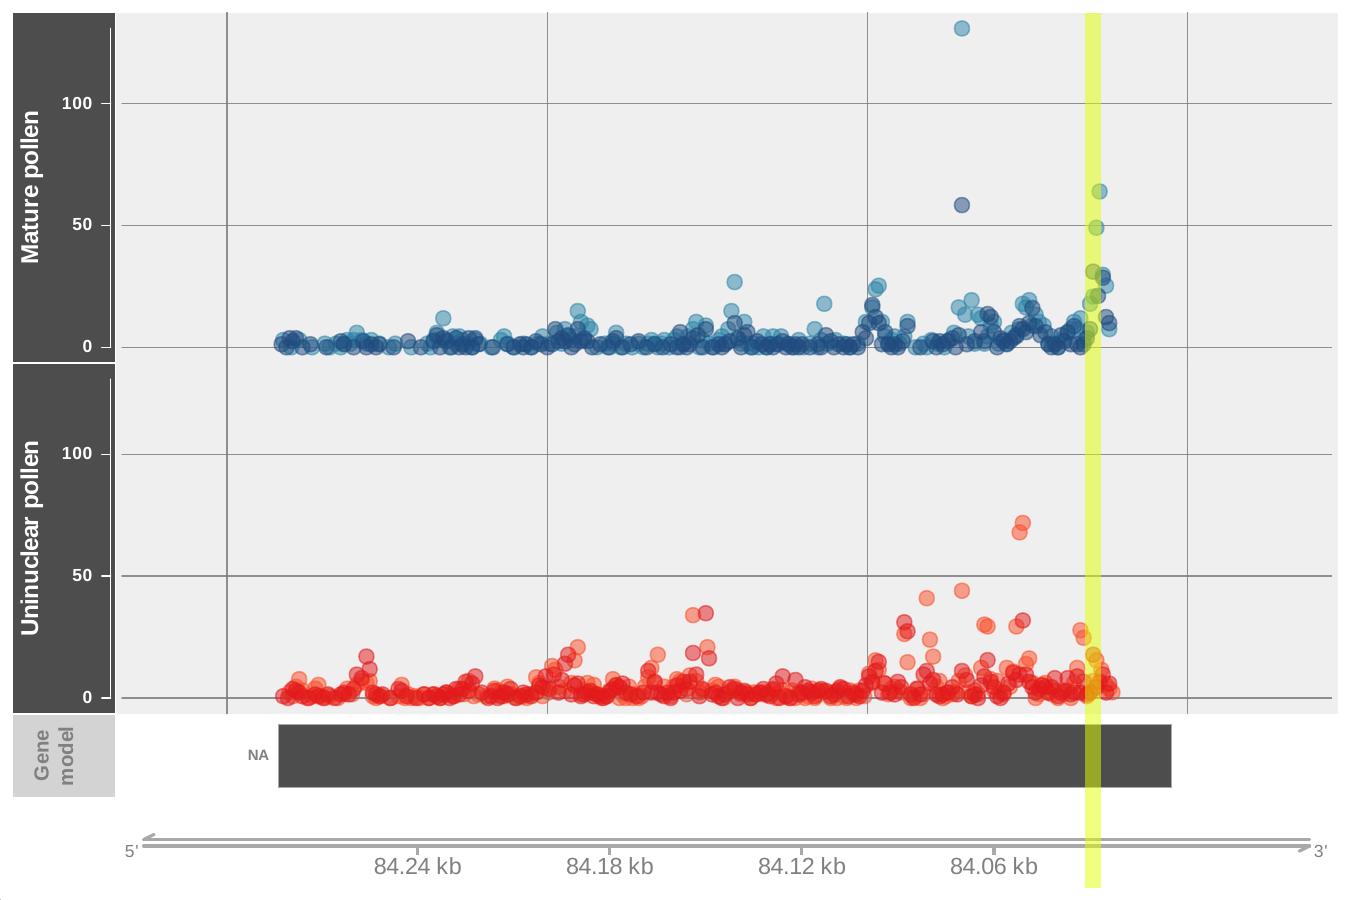 Mature pollen
100
50
0
Uninuclear pollen
100
50
0
Gene
model
NA
5'
3'
84.24 kb
84.18 kb
84.12 kb
84.06 kb